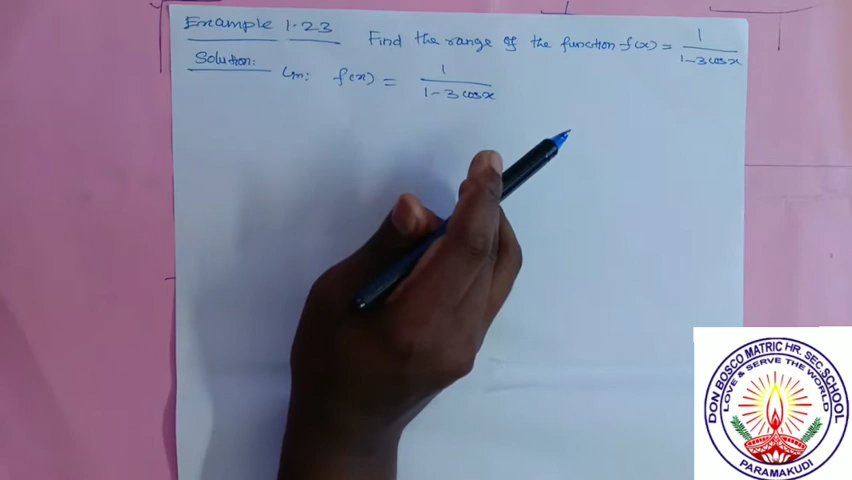 Example 1.23 Find the range of the function f(x) = 1/(1-3cosx)
Solution: Gn: f(x) = 1/(1-3cosx)
DON BOSCO MATRIC HR. SEC. SCHOOL
LOVE & SERVE THE WORLD
PARAMAKUDI